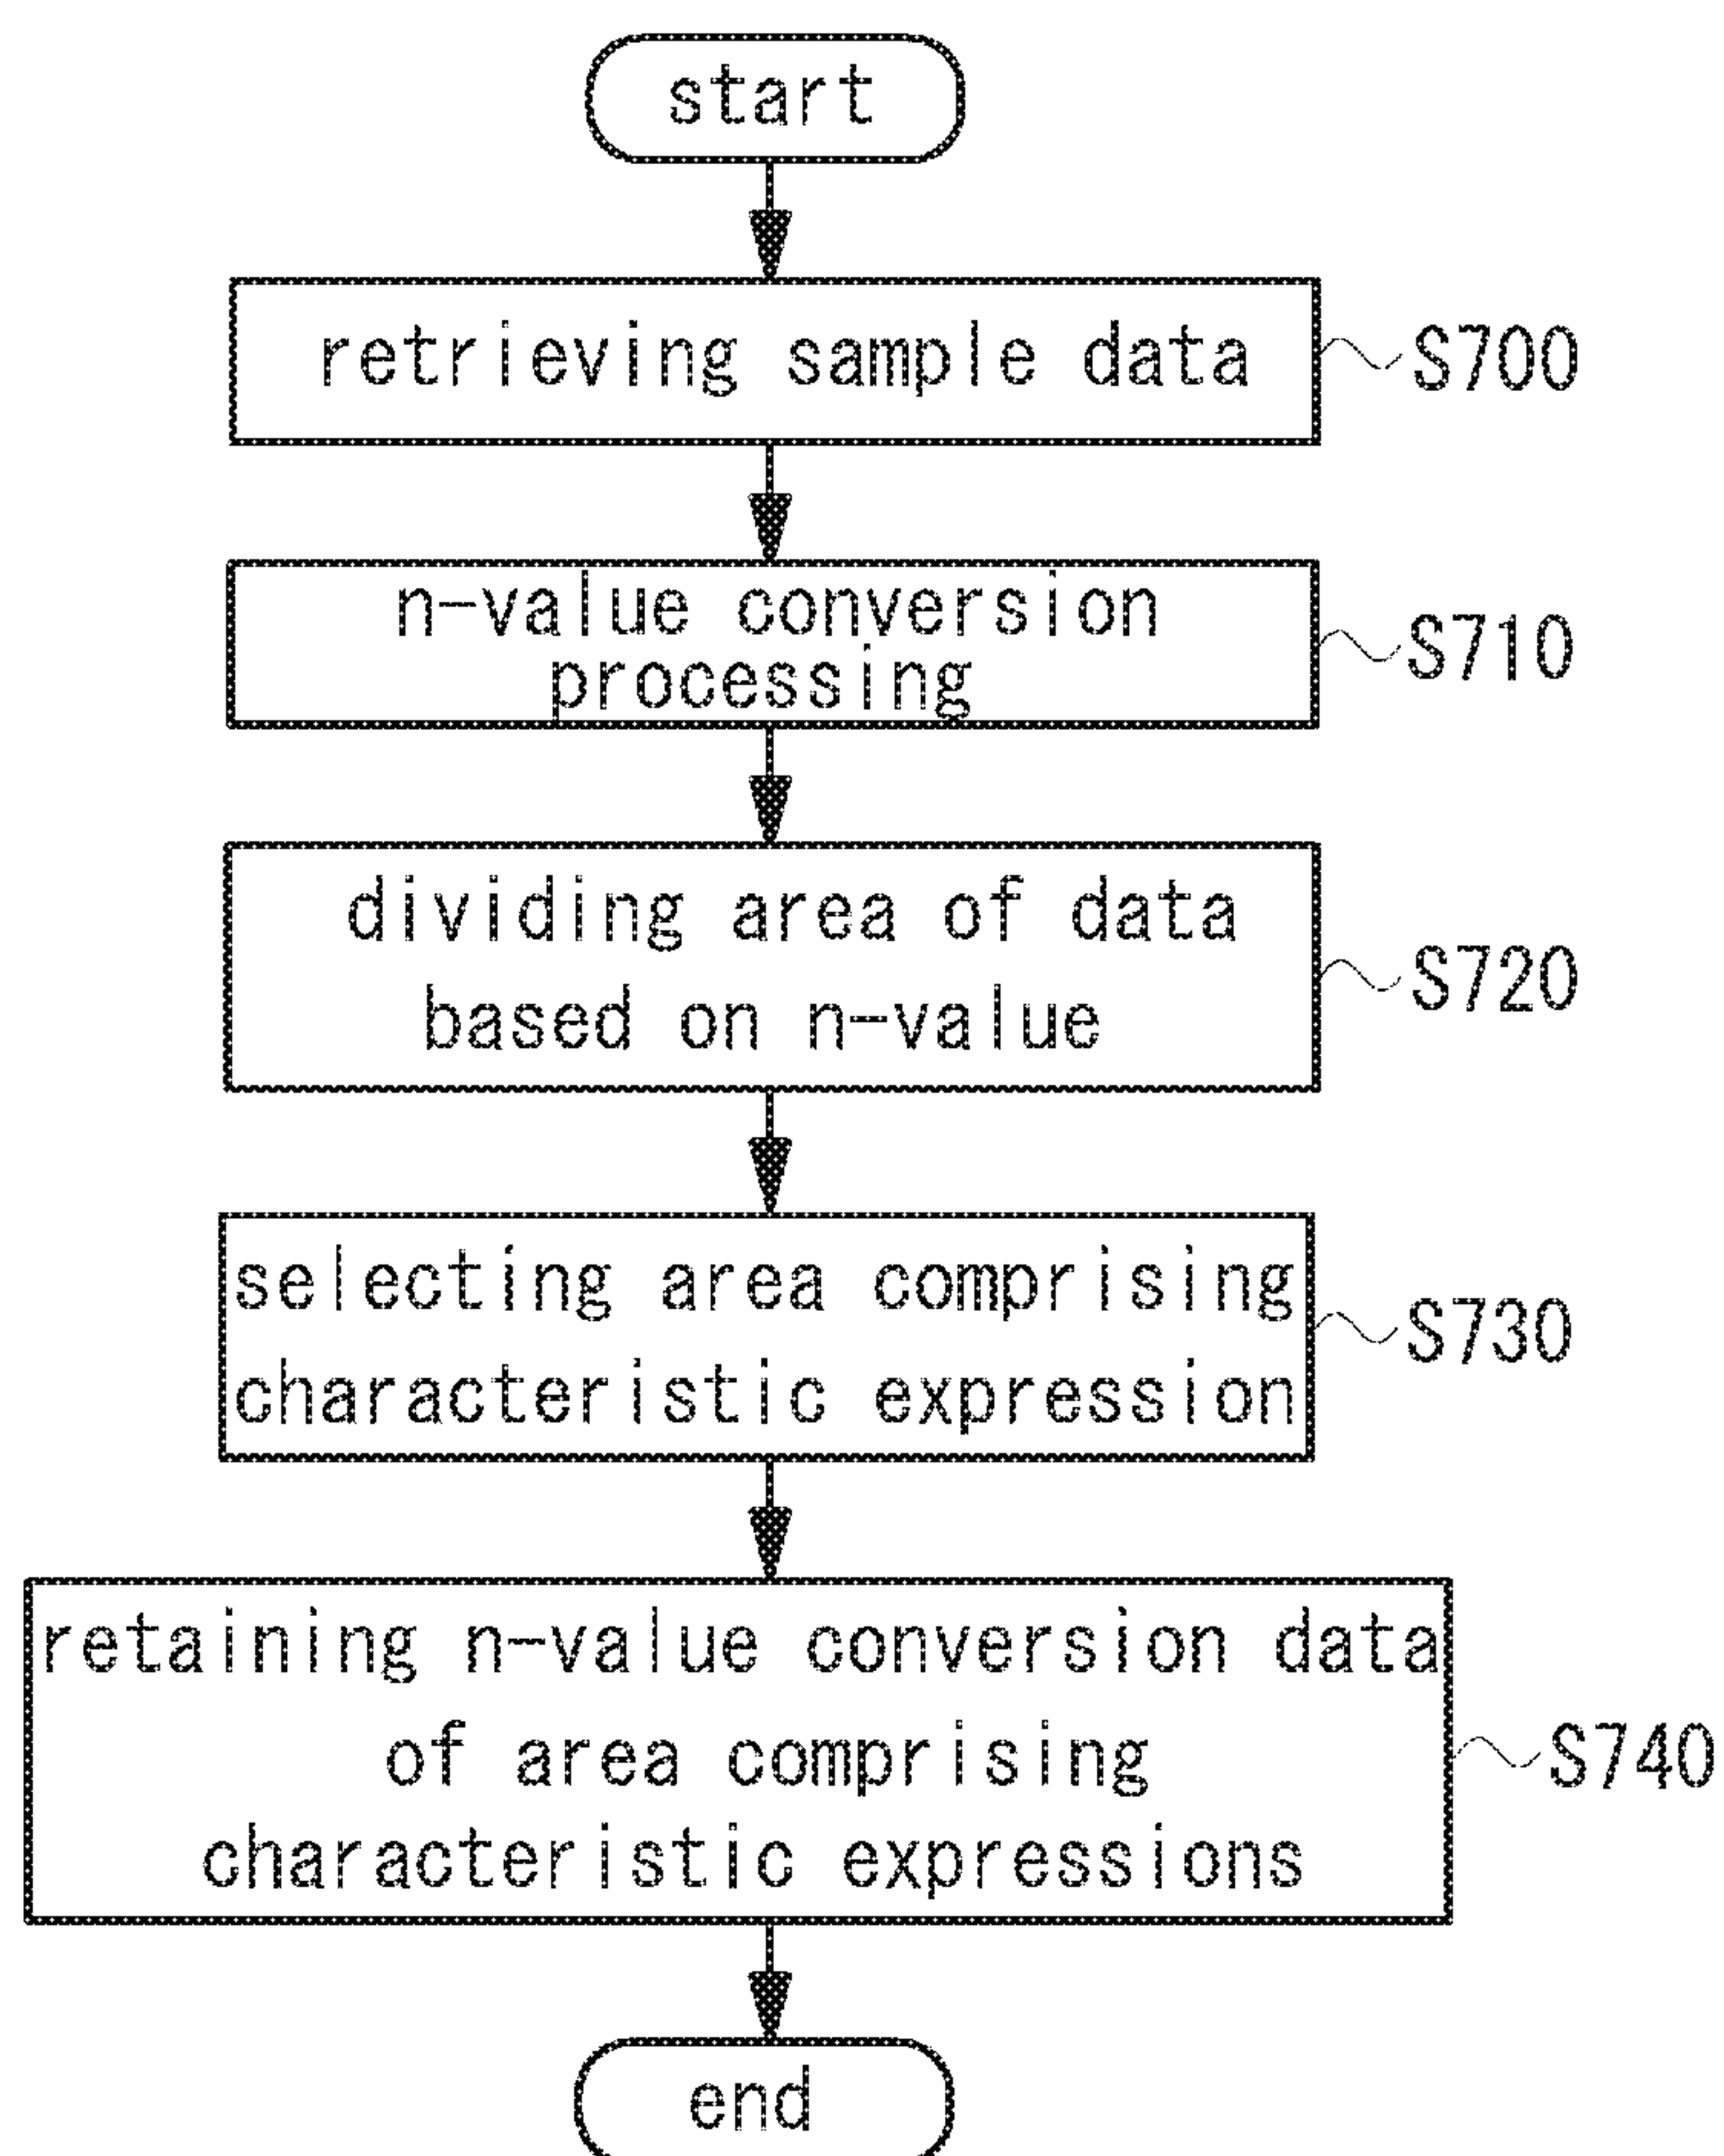 start
retrieving sample data
S700
n-value conversion
processing
S710
dividing area of data
based on n-value
S720
selecting area comprising
characteristic expression
S730
retaining n-value conversion data
of area comprising
characteristic expressions
S740
end